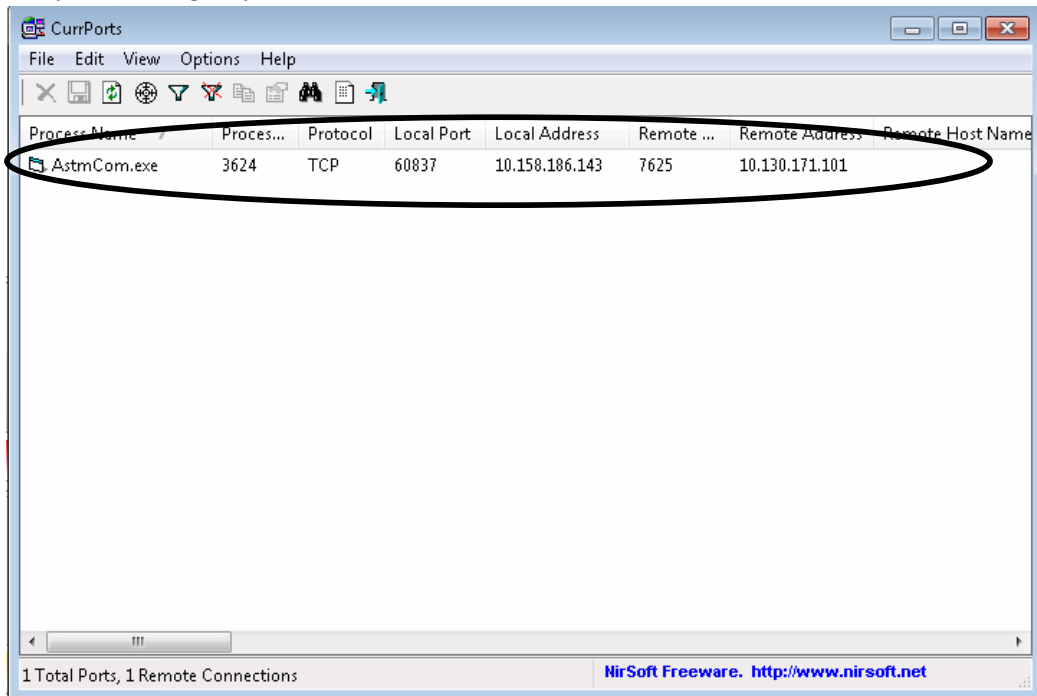 CurrPorts
File Edit View Options Help
Process Name Proces... Protocol Local Port Local Address Remote ... Remote Address Remote Host Name
AstmCom.exe 3624 TCP 60837 10.158.186.143 7625 10.130.171.101
1 Total Ports, 1 Remote Connections NirSoft Freeware. http://www.nirsoft.net